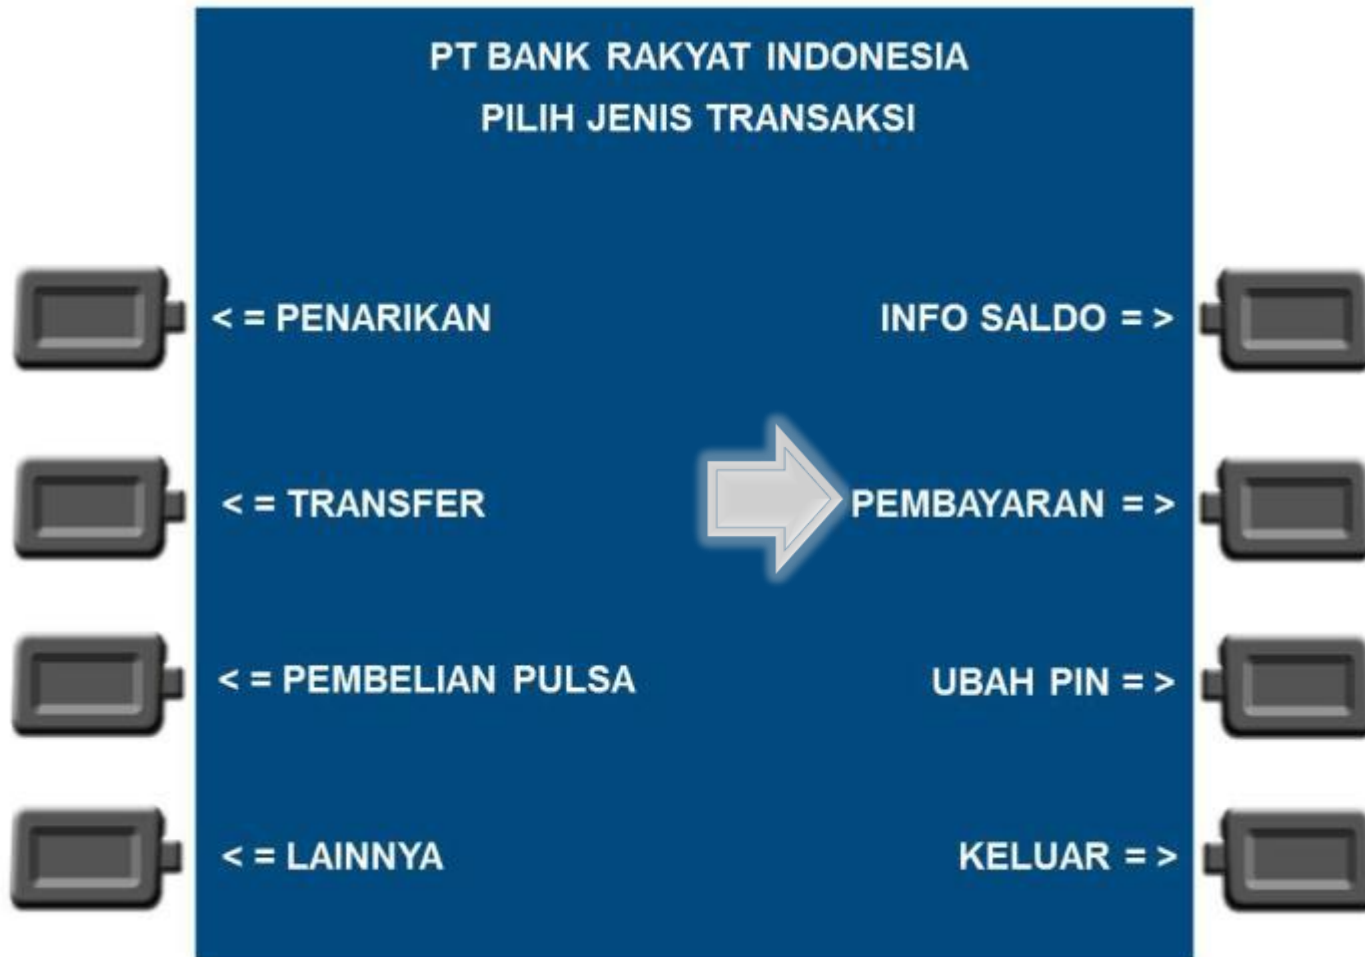 PT BANK RAKYAT INDONESIA
PILIH JENIS TRANSAKSI
< = PENARIKAN
INFO SALDO = >
< = TRANSFER
PEMBAYARAN = >
< = PEMBELIAN PULSA
UBAH PIN = >
< = LAINNYA
KELUAR = >